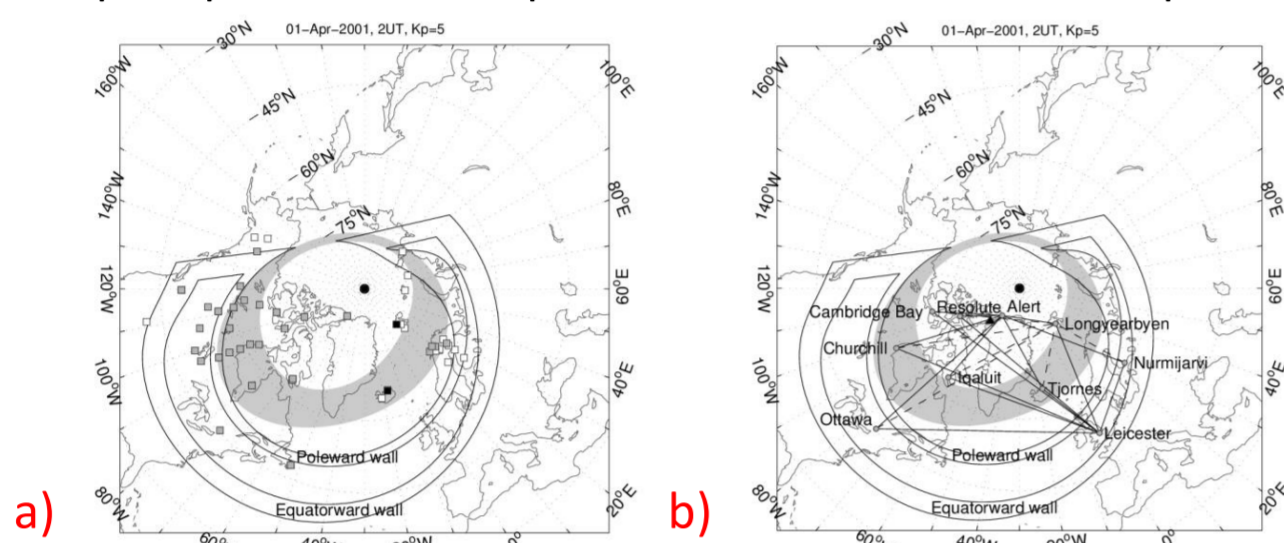 01-Apr-2001, 2UT, Kp=5
30°N
45°N
60°N
75°N
160°W
140°W
120°W
100°W
80°W
100°E
80°E
60°E
40°E
20°E
0°
Poleward wall
Equatorward wall
a)
01-Apr-2001, 2UT, Kp=5
30°N
45°N
60°N
75°N
160°W
140°W
120°W
100°W
80°W
100°E
80°E
60°E
40°E
20°E
Cambridge Bay
Resolute Alert
Longyearbyen
Churchill
Nurmijarvi
Iqaluit
Tjornes
Ottawa
Leicester
Poleward wall
Equatorward wall
b)